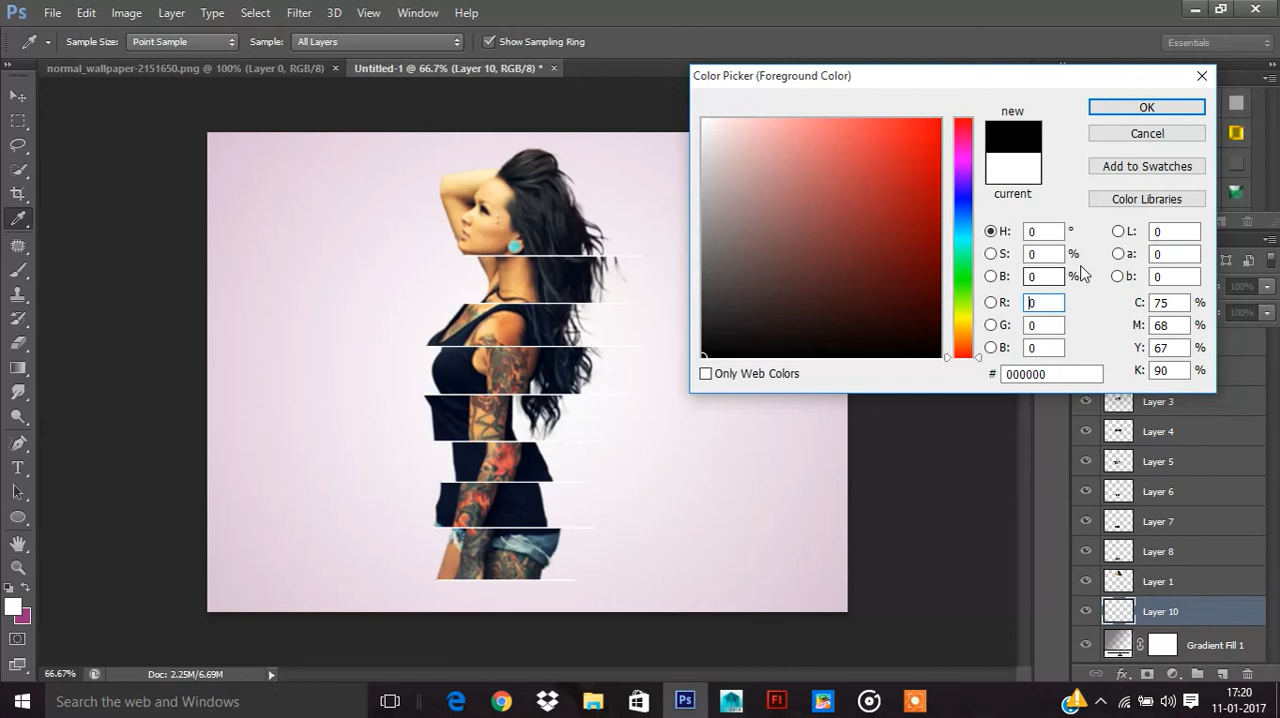 Ps File Edit Image Layer Type Select Filter 3D View Window Help
Sample Size: Point Sample Sample: All Layers Show Sampling Ring Essentials
normal_wallpaper-2151650.png @ 100% (Layer 0, RGB/8) × Untitled-1 @ 66.7% (Layer 10, RGB/8) * ×
Color Picker (Foreground Color)
new
OK
Cancel
Add to Swatches
current
Color Libraries
H: 0 ° L: 0
S: 0 % a: 0
B: 0 % b: 0
R: 0 C: 75 %
G: 0 M: 68 %
B: 0 Y: 67 %
Only Web Colors # 000000 K: 90 %
Layer 3
Layer 4
Layer 5
Layer 6
Layer 7
Layer 8
Layer 1
Layer 10
Gradient Fill 1
66.67% Doc: 2.25M/6.69M
Search the web and Windows
Ps Fl
17:20
11-01-2017